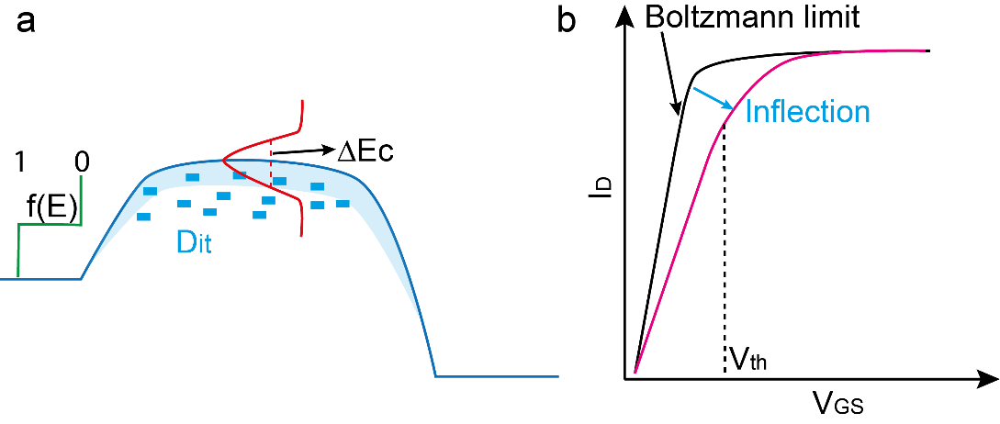 a
1
0
f(E)
ΔEc
Dit
b
Boltzmann limit
Inflection
ID
Vth
VGS